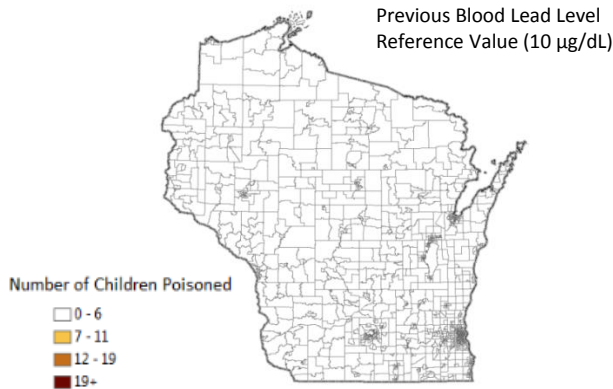 Previous Blood Lead Level
Reference Value (10 µg/dL)
Number of Children Poisoned
0 - 6
7 - 11
12 - 19
19+